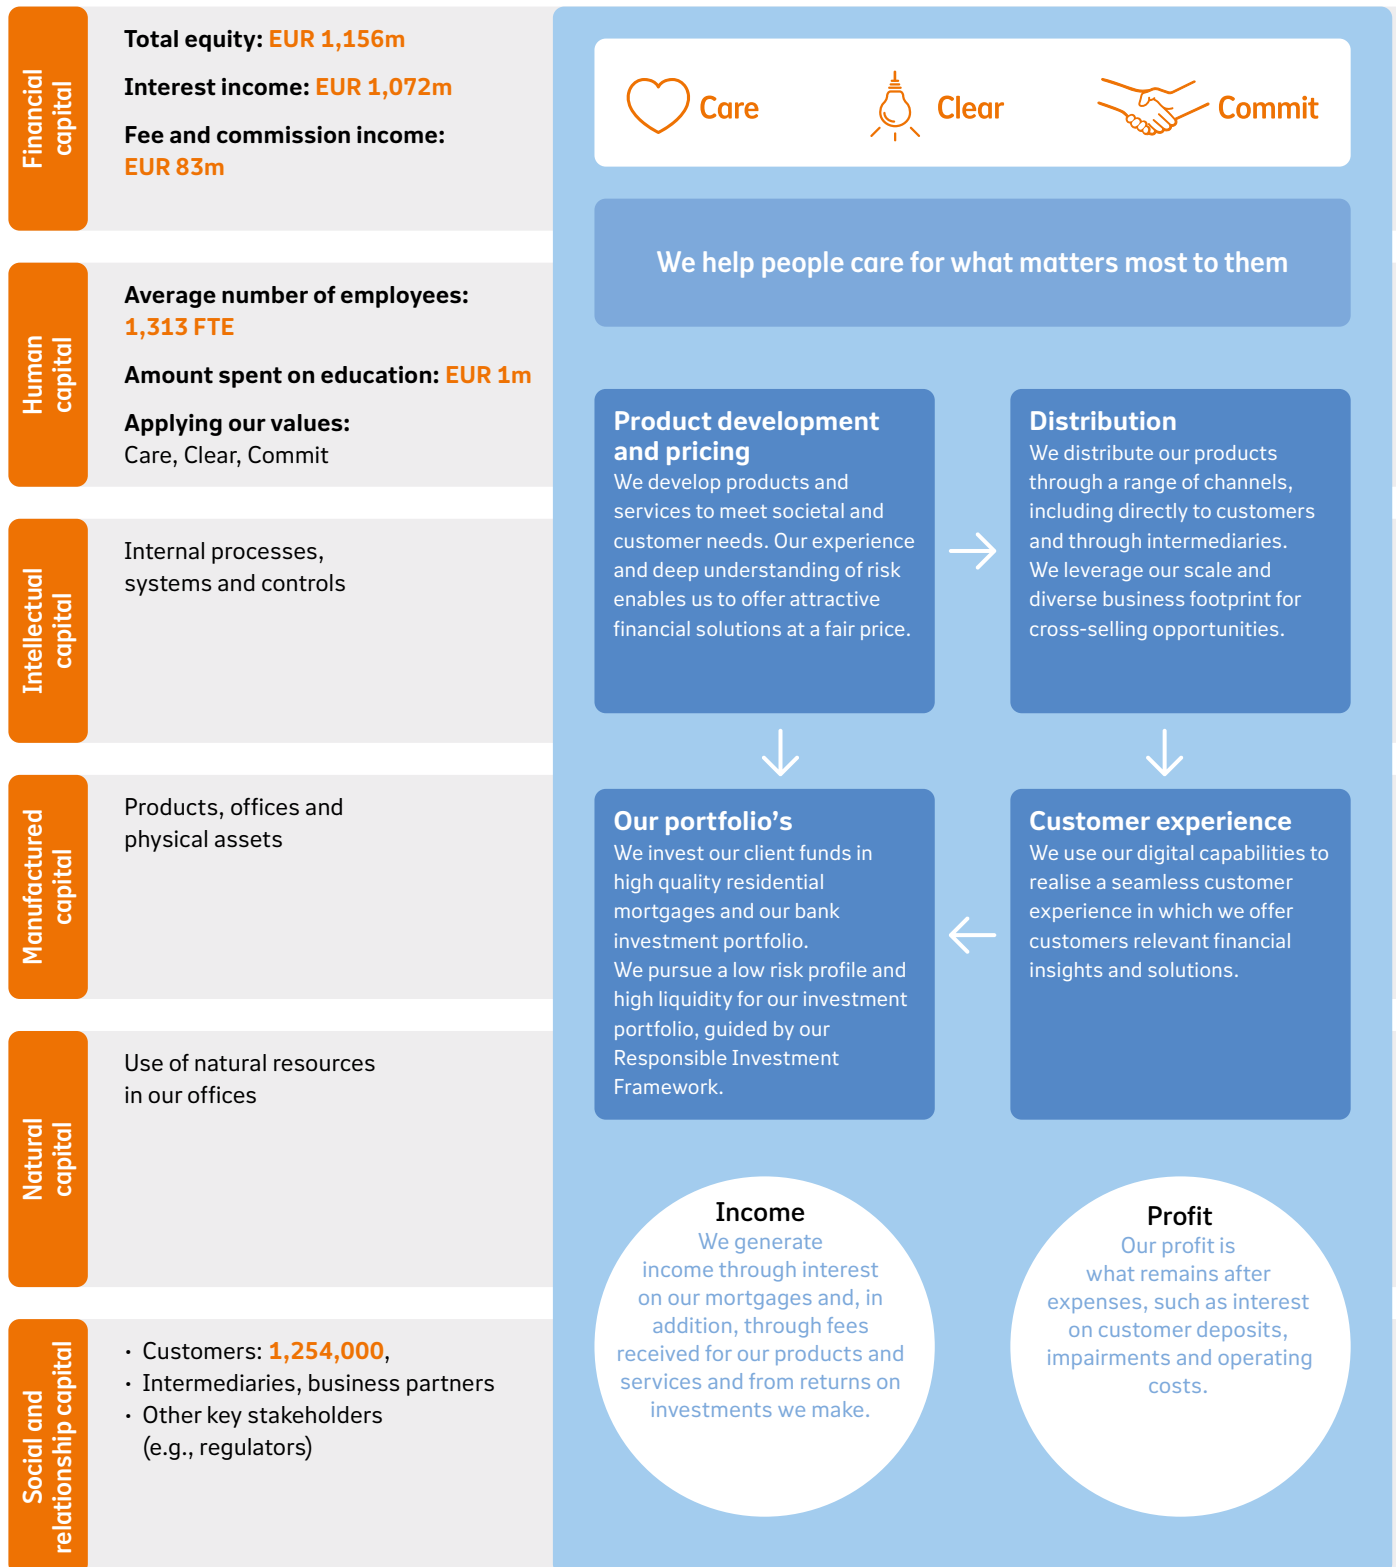 Financial
capital
Total equity: EUR 1,156m
Interest income: EUR 1,072m
Fee and commission income:
EUR 83m
Human
capital
Average number of employees:
1,313 FTE
Amount spent on education: EUR 1m
Applying our values:
Care, Clear, Commit
Intellectual
capital
Internal processes,
systems and controls
Manufactured
capital
Products, offices and
physical assets
Natural
capital
Use of natural resources
in our offices
Social and
relationship capital
· Customers: 1,254,000,
· Intermediaries, business partners
· Other key stakeholders
(e.g., regulators)
Care
Clear
Commit
We help people care for what matters most to them
Product development
and pricing
We develop products and
services to meet societal and
customer needs. Our experience
and deep understanding of risk
enables us to offer attractive
financial solutions at a fair price.
Distribution
We distribute our products
through a range of channels,
including directly to customers
and through intermediaries.
We leverage our scale and
diverse business footprint for
cross-selling opportunities.
Our portfolio’s
We invest our client funds in
high quality residential
mortgages and our bank
investment portfolio.
We pursue a low risk profile and
high liquidity for our investment
portfolio, guided by our
Responsible Investment
Framework.
Customer experience
We use our digital capabilities to
realise a seamless customer
experience in which we offer
customers relevant financial
insights and solutions.
Income
We generate
income through interest
on our mortgages and, in
addition, through fees
received for our products and
services and from returns on
investments we make.
Profit
Our profit is
what remains after
expenses, such as interest
on customer deposits,
impairments and operating
costs.